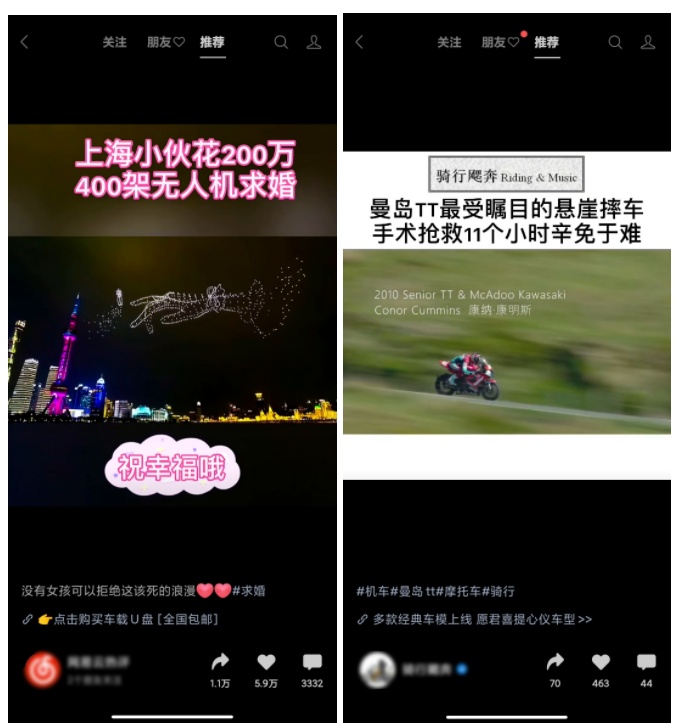 关注 朋友♡ 推荐
上海小伙花200万
400架无人机求婚
祝幸福哦
没有女孩可以拒绝这该死的浪漫❤️❤️#求婚
👉点击购买车载U盘 [全国包邮]
1.1万 5.9万 3332
关注 朋友♡ 推荐
骑行飕奔 Riding & Music
曼岛TT最受瞩目的悬崖摔车
手术抢救11个小时辛免于难
2010 Senior TT & McAdoo Kawasaki
Conor Cummins 康纳·康明斯
#机车#曼岛tt#摩托车#骑行
多款经典车模上线 愿君喜提心仪车型>>
70 463 44